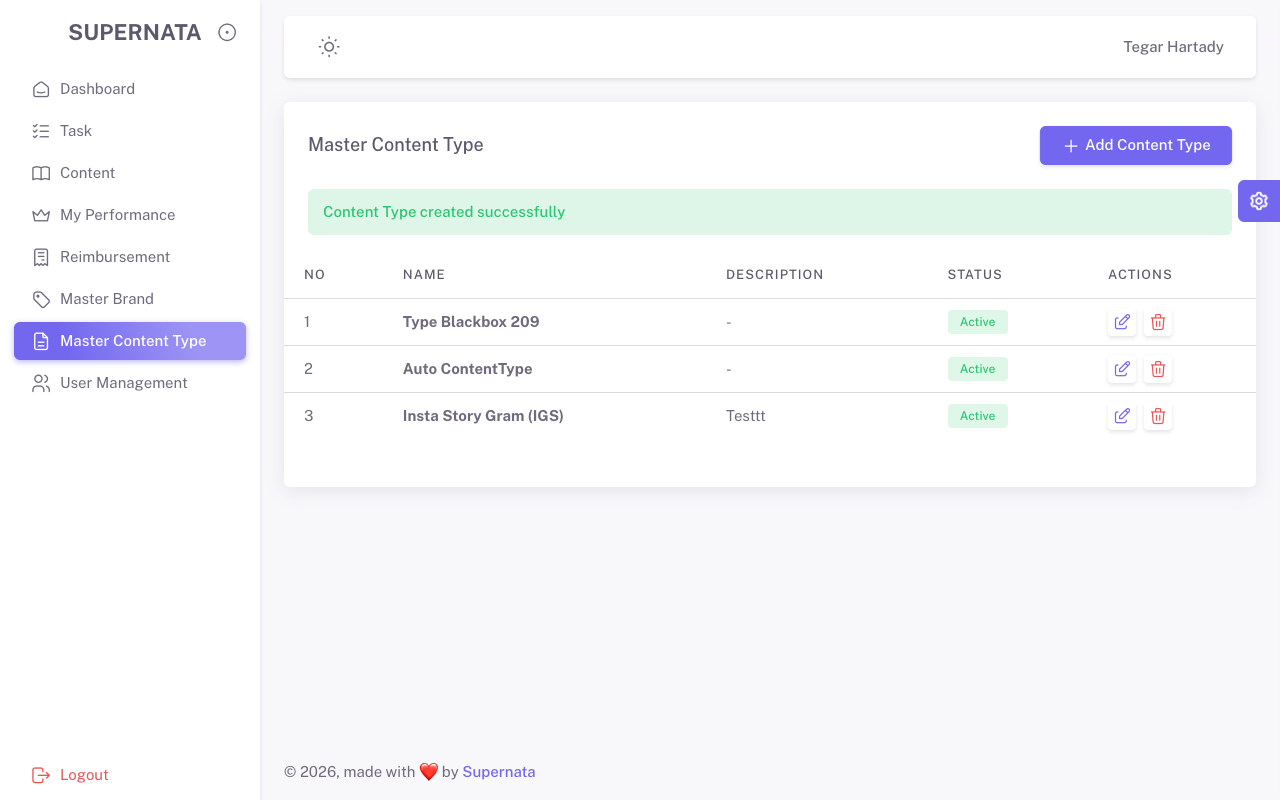 SUPERNATA
Dashboard
Task
Content
My Performance
Reimbursement
Master Brand
Master Content Type
User Management
Logout
Tegar Hartady
Master Content Type
Add Content Type
Content Type created successfully
NO NAME DESCRIPTION STATUS ACTIONS
1 Type Blackbox 209 - Active
2 Auto ContentType - Active
3 Insta Story Gram (IGS) Testtt Active
© 2026, made with ❤️ by Supernata